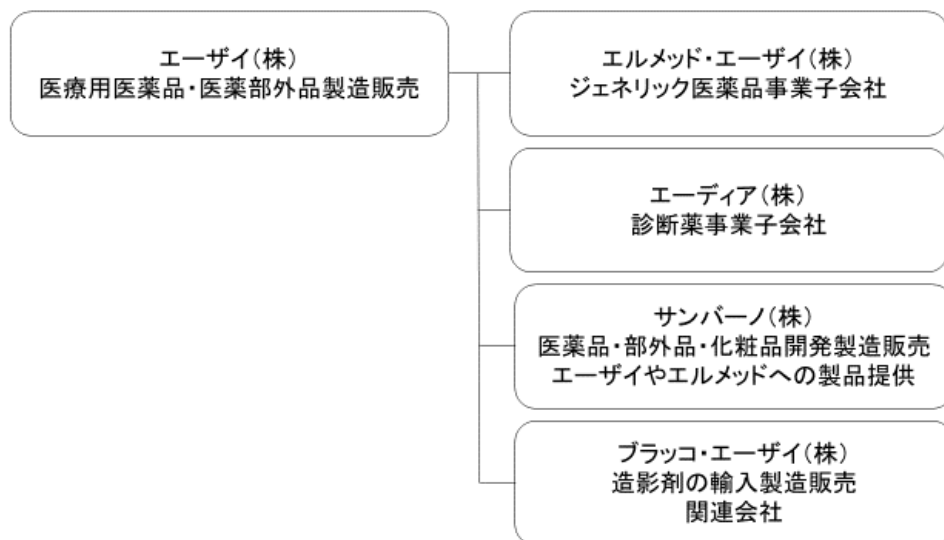 エーザイ(株)
医療用医薬品・医薬部外品製造販売
エルメッド・エーザイ(株)
ジェネリック医薬品事業子会社
エーディア(株)
診断薬事業子会社
サンバーノ(株)
医薬品・部外品・化粧品開発製造販売
エーザイやエルメッドへの製品提供
ブラッコ・エーザイ(株)
造影剤の輸入製造販売
関連会社